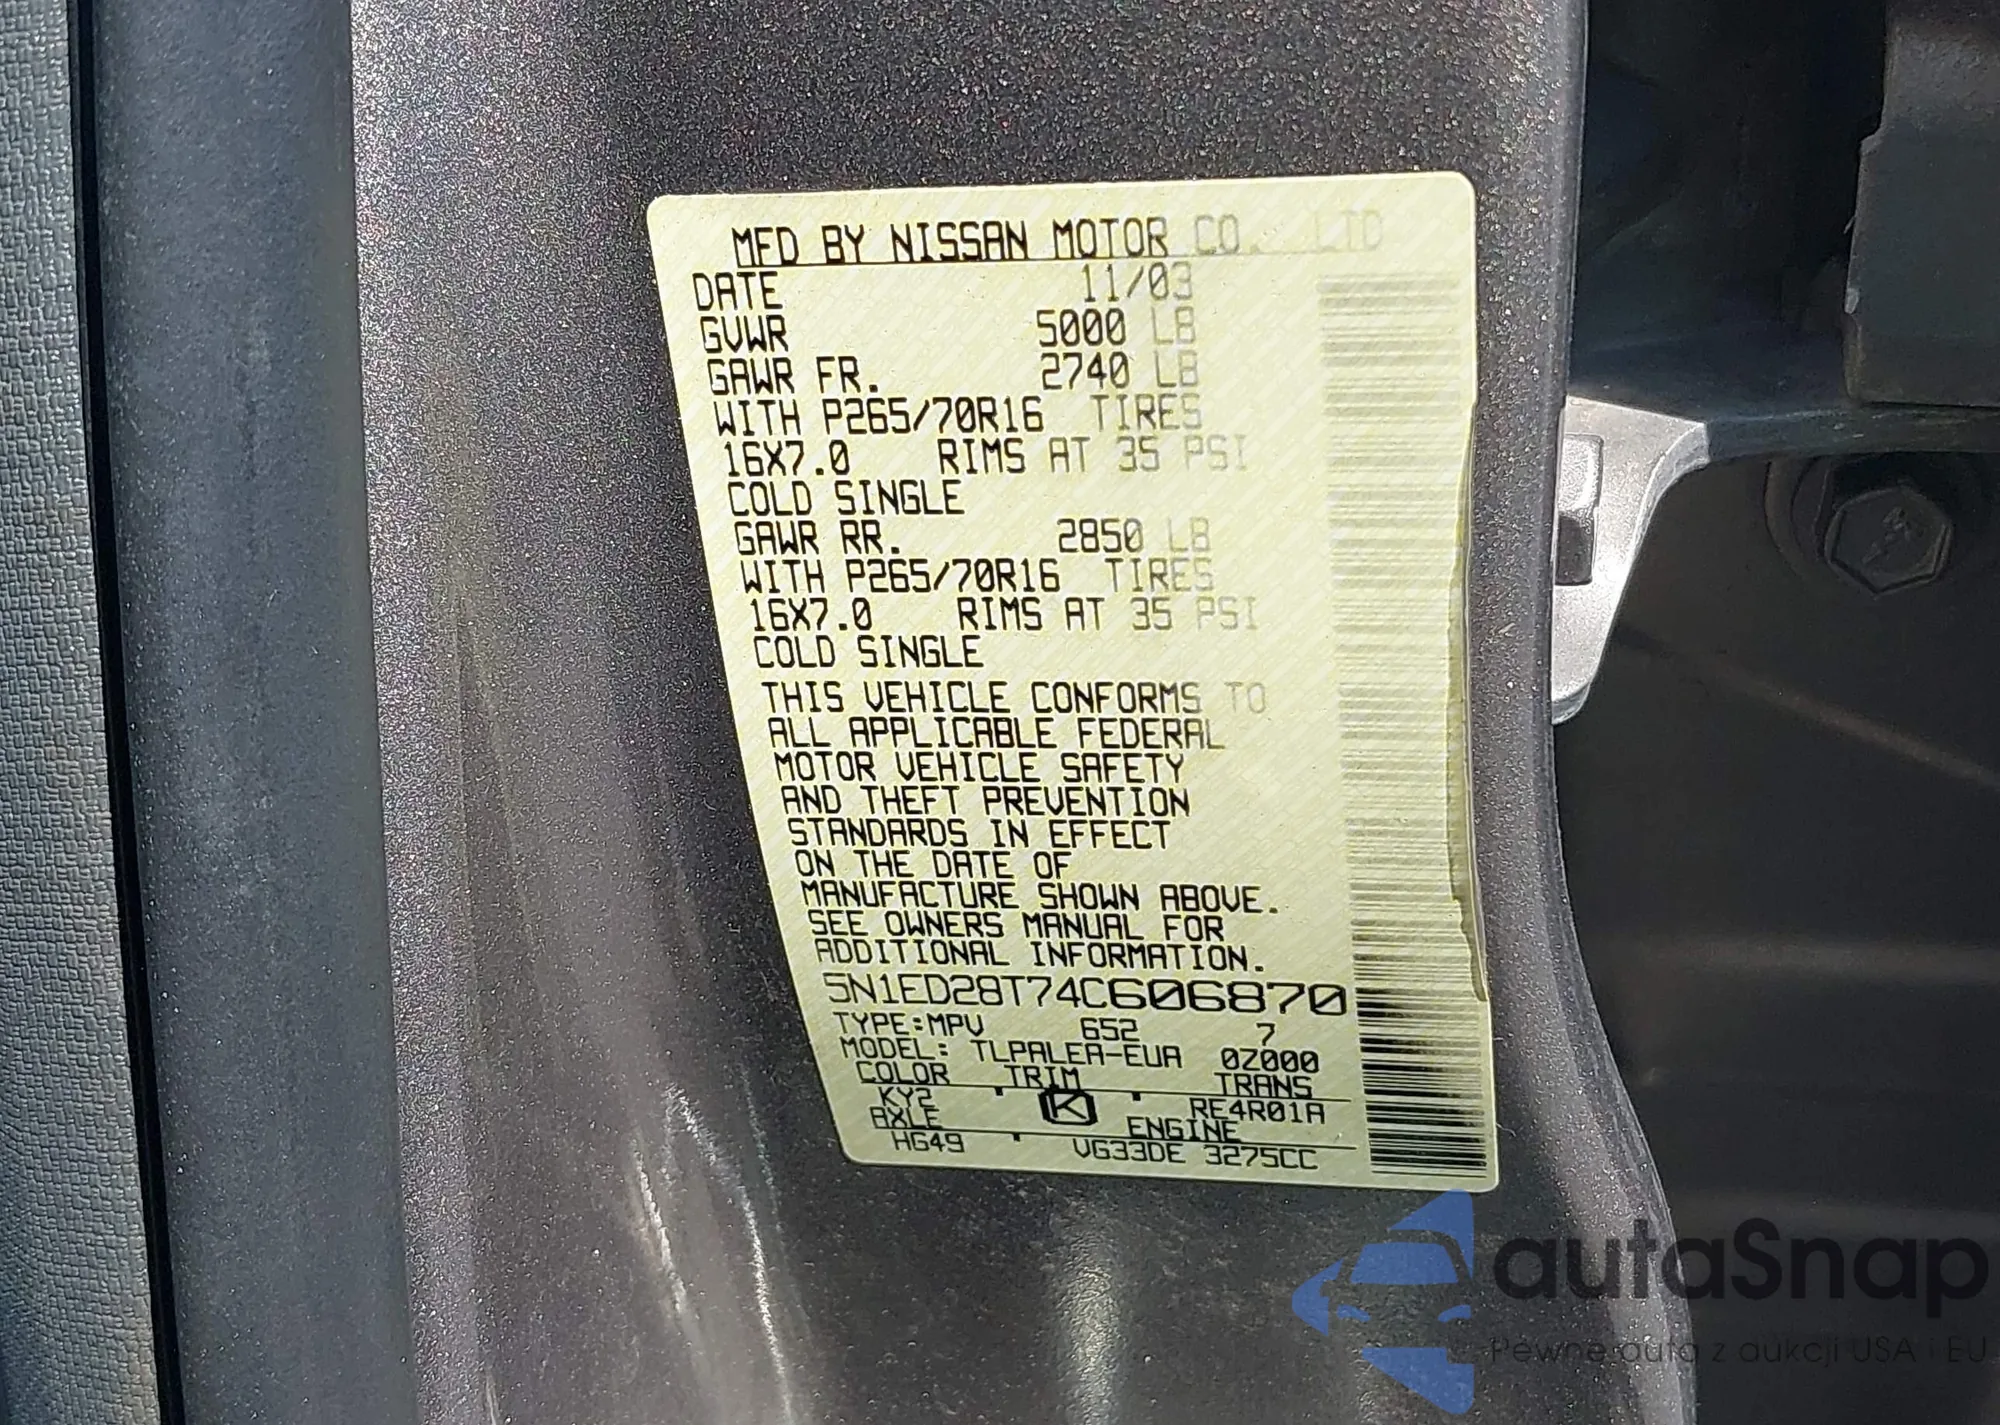 MFD BY NISSAN MOTOR CO. LTD
DATE 11/03
GVWR 5000 LB
GAWR FR. 2740 LB
WITH P265/70R16 TIRES
16X7.0 RIMS AT 35 PSI
COLD SINGLE
GAWR RR. 2850 LB
WITH P265/70R16 TIRES
16X7.0 RIMS AT 35 PSI
COLD SINGLE
THIS VEHICLE CONFORMS TO
ALL APPLICABLE FEDERAL
MOTOR VEHICLE SAFETY
AND THEFT PREVENTION
STANDARDS IN EFFECT
ON THE DATE OF
MANUFACTURE SHOWN ABOVE.
SEE OWNERS MANUAL FOR
ADDITIONAL INFORMATION.
5N1ED28T74C606870
TYPE:MPV 652 7
MODEL: TLPALEA-EUA 0Z000
COLOR TRIM TRANS
KY2 K RE4R01A
AXLE ENGINE
HG49 VG33DE 3275CC
autaSnap
Pewne auta z aukcji USA i EU